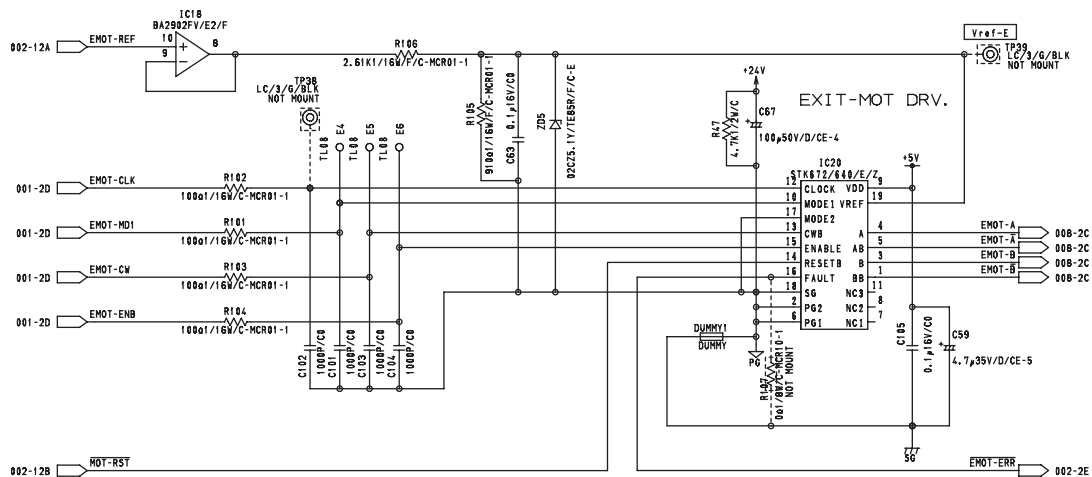 IC18
BA2902FV/E2/F
002-12A
EMOT-REF
10
9
8
R106
2.61K1/16W/F/C-MCR01-1
TP38
LC/3/G/BLK
NOT MOUNT
R105
910Ω1/16W/F/C-MCR01-1
0.1μ16V/C0
C63
ZD5
02CZ5.1Y/TE85R/F/C-E
Vref-E
TP39
LC/3/G/BLK
NOT MOUNT
+24V
R47
4.7K1/2W/C
C67
100μ50V/D/CE-4
EXIT-MOT DRV.
TL08
E4
TL08
E5
TL08
E6
001-2D
EMOT-CLK
R102
100Ω1/16W/C-MCR01-1
001-2D
EMOT-MD1
R101
100Ω1/16W/C-MCR01-1
001-2D
EMOT-CW
R103
100Ω1/16W/C-MCR01-1
001-2D
EMOT-ENB
R104
100Ω1/16W/C-MCR01-1
C102
1000P/C0
C101
1000P/C0
C103
1000P/C0
C104
1000P/C0
IC20
STK672/640/E/Z
+5V
12 CLOCK VDD 9
10 MODE1 VREF 19
17 MODE2
13 CWB A 4
15 ENABLE AB 5
14 RESETB B 3
16 FAULT BB 1
18 SG NC3 11
2 PG2 NC2 8
6 PG1 NC1 7
EMOT-A
008-2C
EMOT-A̅
008-2C
EMOT-B
008-2C
EMOT-B̅
008-2C
DUMMY1
DUMMY
PG
R107
0Ω1/8W/C-MCR10-1
NOT MOUNT
C105
0.1μ16V/C0
C59
4.7μ35V/D/CE-5
SG
002-12B
MOT-RST
EMOT-ERR
002-2E